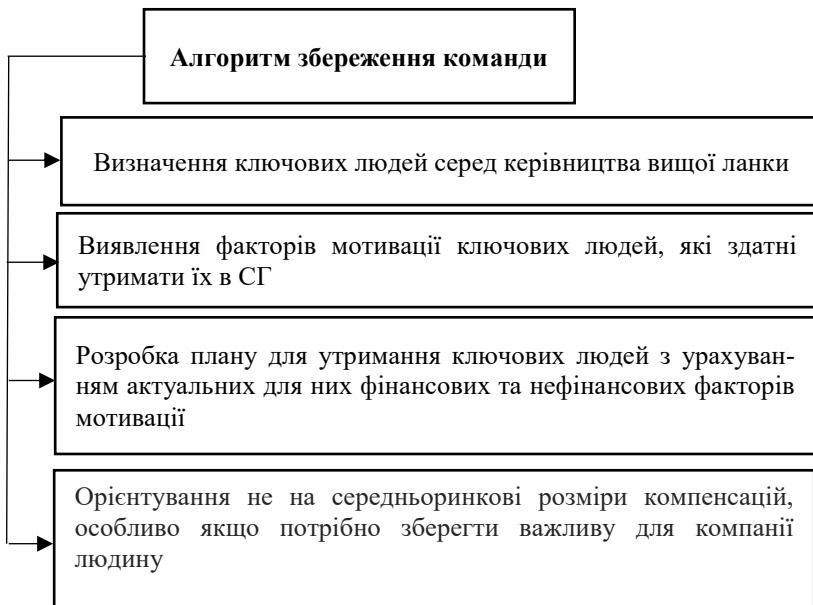 Алгоритм збереження команди
Визначення ключових людей серед керівництва вищої ланки
Виявлення факторів мотивації ключових людей, які здатні
утримати їх в СГ
Розробка плану для утримання ключових людей з урахуван-
ням актуальних для них фінансових та нефінансових факторів
мотивації
Орієнтування не на середньоринкові розміри компенсацій,
особливо якщо потрібно зберегти важливу для компанії
людину